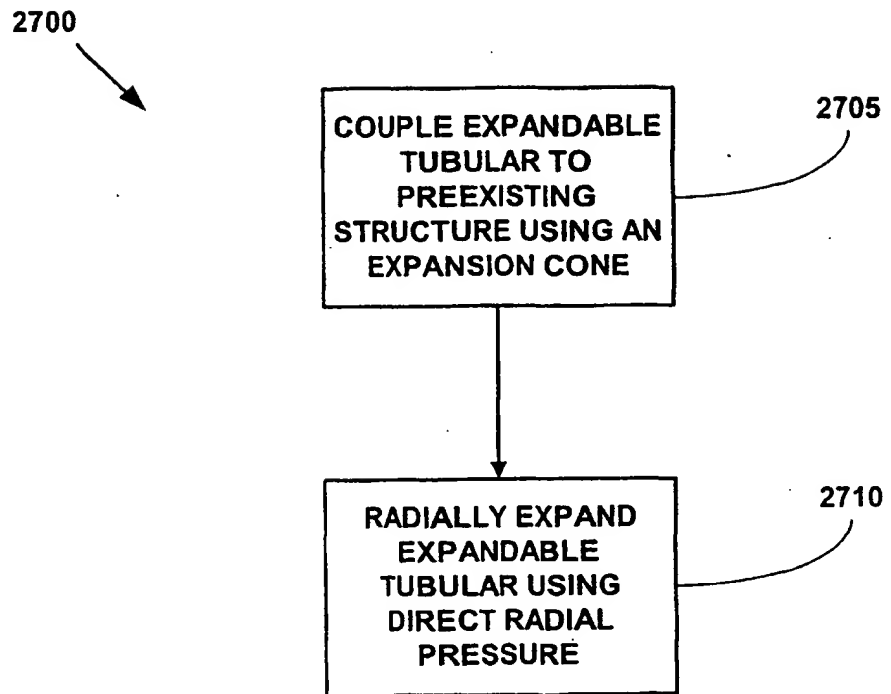 2700
COUPLE EXPANDABLE
TUBULAR TO
PREEXISTING
STRUCTURE USING AN
EXPANSION CONE
2705
RADIALLY EXPAND
EXPANDABLE
TUBULAR USING
DIRECT RADIAL
PRESSURE
2710